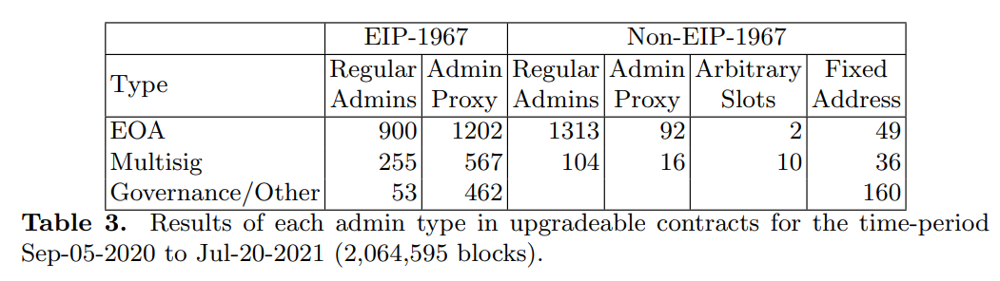 EIP-1967 Non-EIP-1967
Type Regular Admins Admin Proxy Regular Admins Admin Proxy Arbitrary Slots Fixed Address
EOA 900 1202 1313 92 2 49
Multisig 255 567 104 16 10 36
Governance/Other 53 462 160
Table 3. Results of each admin type in upgradeable contracts for the time-period
Sep-05-2020 to Jul-20-2021 (2,064,595 blocks).